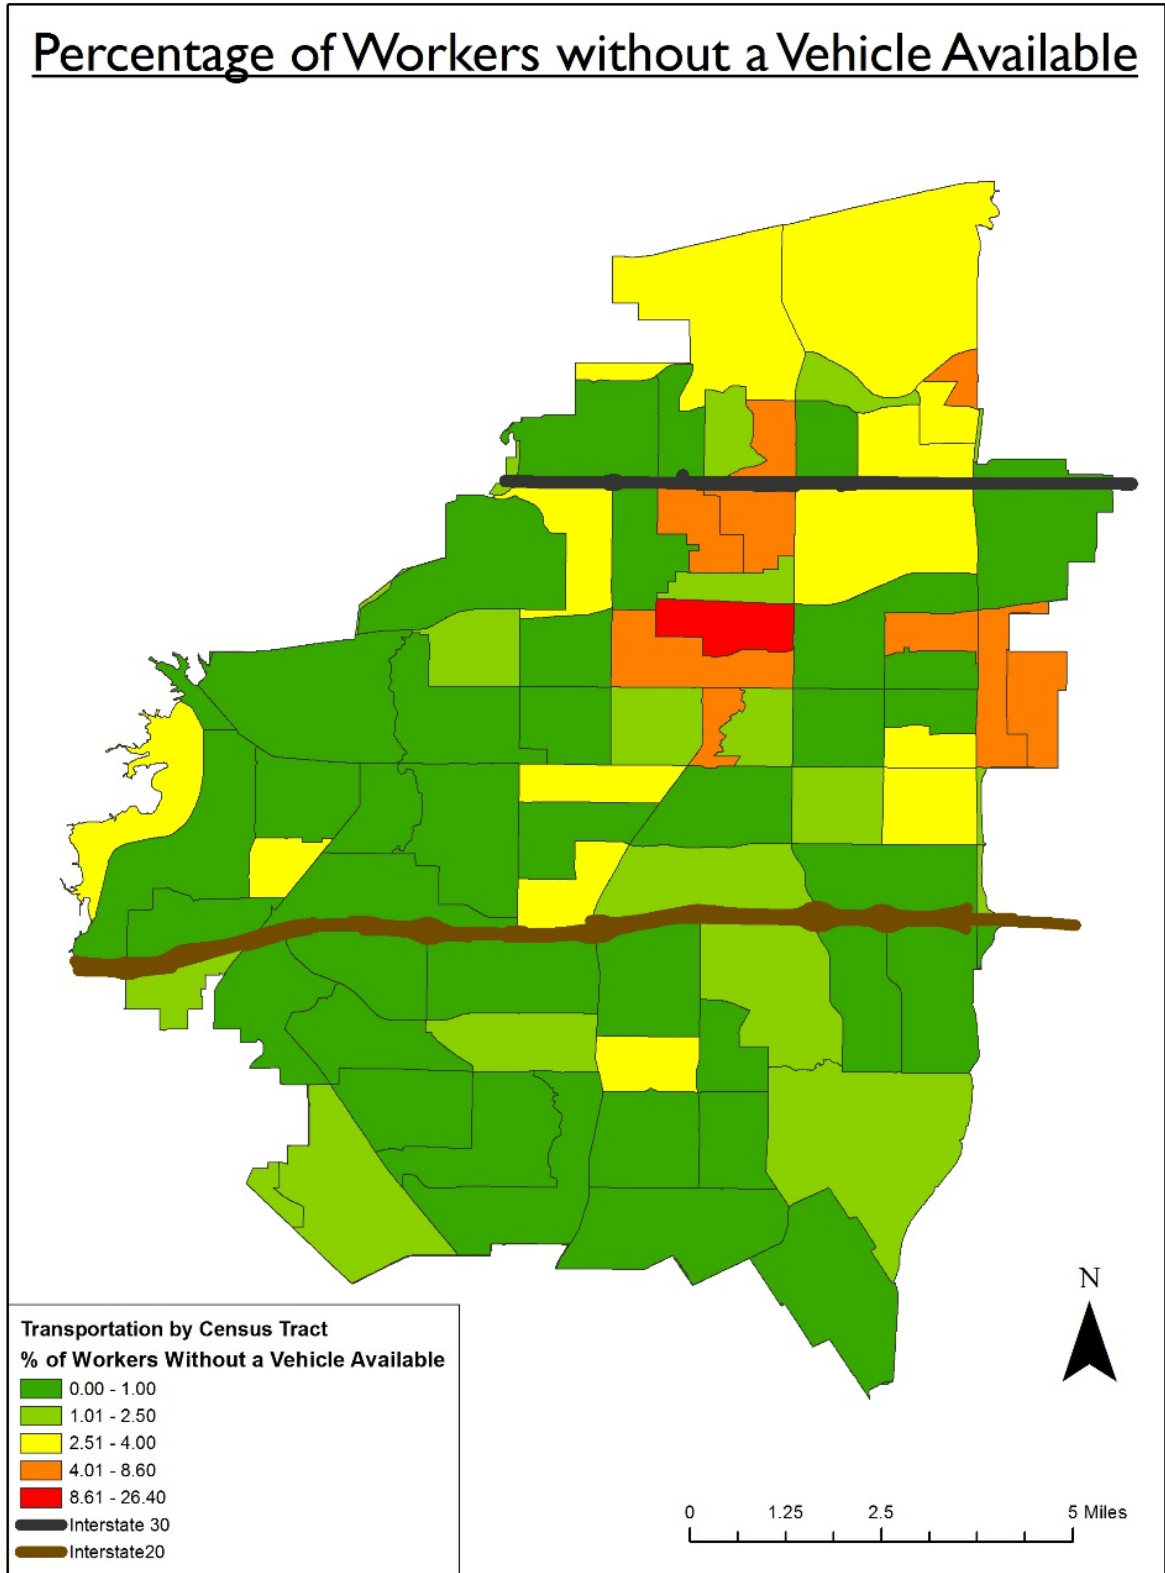 Percentage of Workers without a Vehicle Available
N
Transportation by Census Tract
% of Workers Without a Vehicle Available
0.00 - 1.00
1.01 - 2.50
2.51 - 4.00
4.01 - 8.60
8.61 - 26.40
Interstate 30
Interstate20
0 1.25 2.5 5 Miles